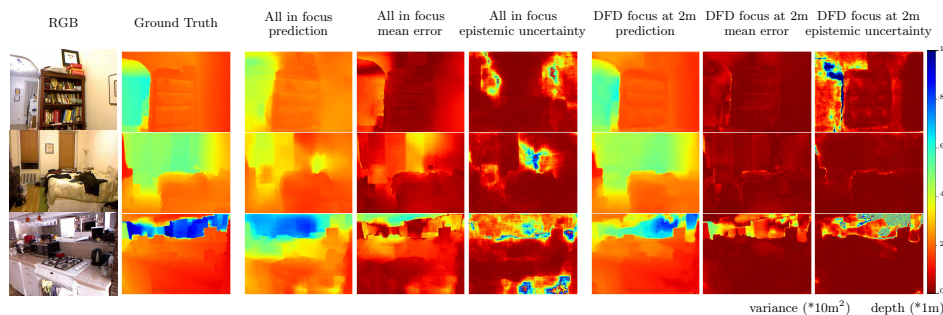 RGB
Ground Truth
All in focus
prediction
All in focus
mean error
All in focus
epistemic uncertainty
DFD focus at 2m
prediction
DFD focus at 2m
mean error
DFD focus at 2m
epistemic uncertainty
variance (*10m²) depth (*1m)